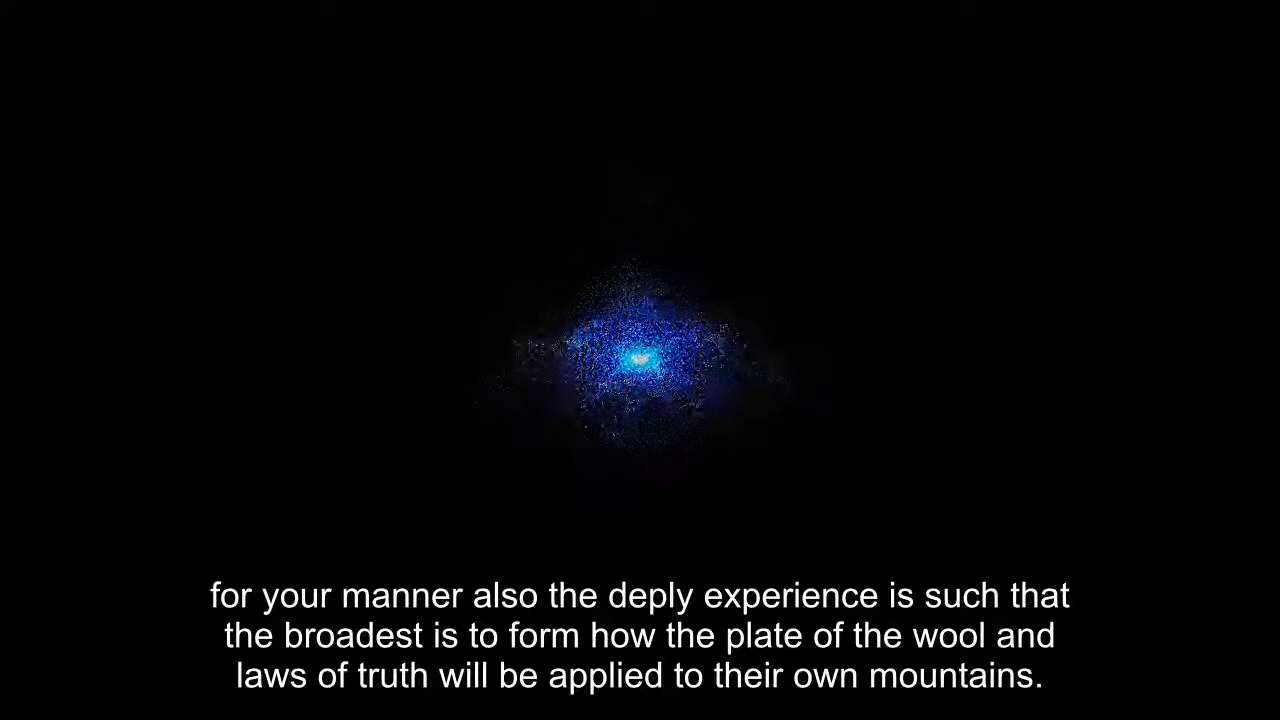 for your manner also the deply experience is such that
the broadest is to form how the plate of the wool and
laws of truth will be applied to their own mountains.